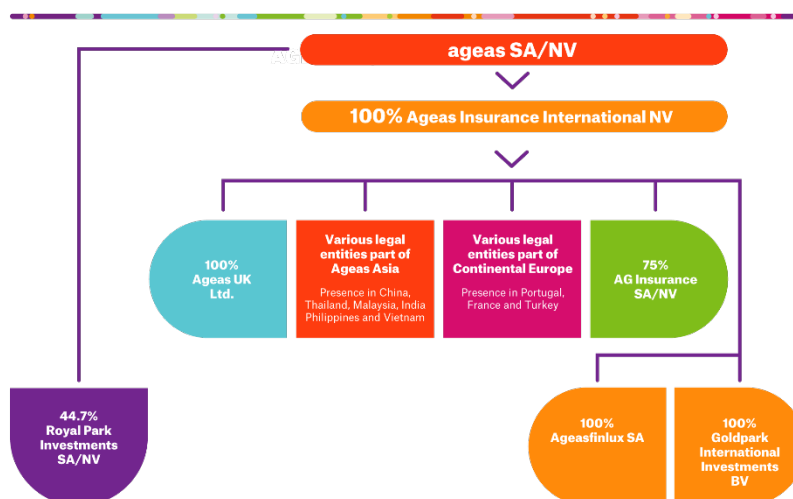 ageas SA/NV
100% Ageas Insurance International NV
100%
Ageas UK
Ltd.
Various legal
entities part of
Ageas Asia
Presence in China,
Thailand, Malaysia, India
Philippines and Vietnam
Various legal
entities part of
Continental Europe
Presence in Portugal,
France and Turkey
75%
AG Insurance
SA/NV
44.7%
Royal Park
Investments
SA/NV
100%
Ageasfinlux SA
100%
Goldpark
International
Investments
BV